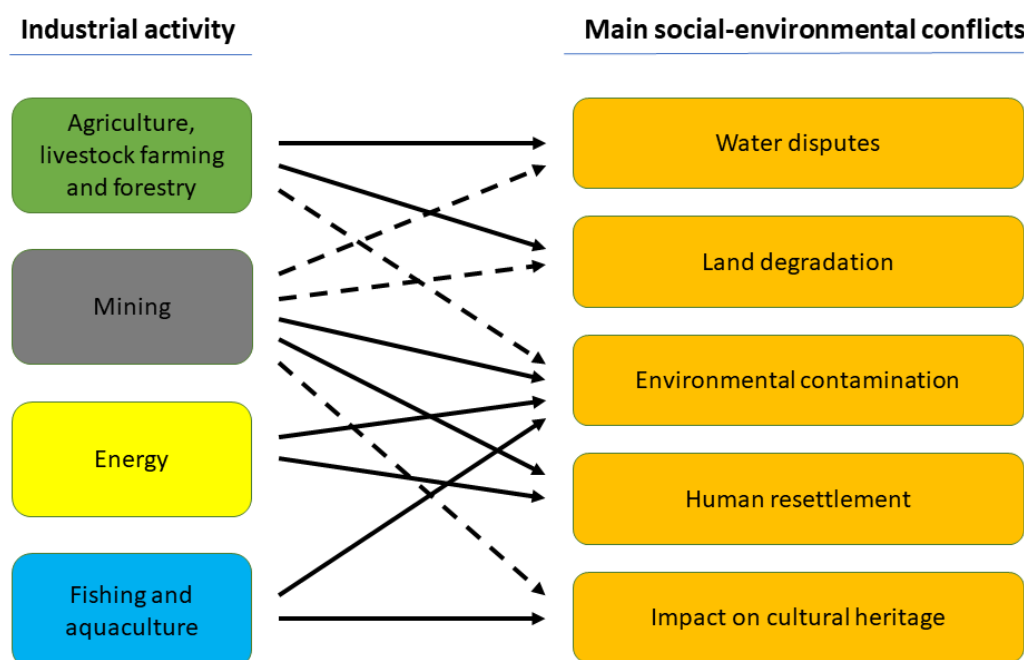 Industrial activity
Main social-environmental conflicts
Agriculture,
livestock farming
and forestry
Water disputes
Land degradation
Mining
Environmental contamination
Energy
Human resettlement
Fishing and
aquaculture
Impact on cultural heritage